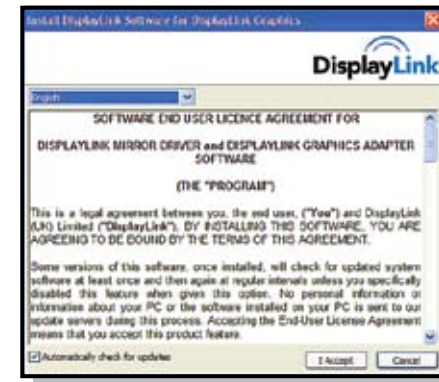 Install DisplayLink Software for DisplayLink Graphics
DisplayLink
English
SOFTWARE END USER LICENCE AGREEMENT FOR
DISPLAYLINK MIRROR DRIVER and DISPLAYLINK GRAPHICS ADAPTER
SOFTWARE
(THE "PROGRAM")
This is a legal agreement between you, the end user, ("You") and DisplayLink
(UK) Limited ("DisplayLink"). BY INSTALLING THIS SOFTWARE, YOU ARE
AGREEING TO BE BOUND BY THE TERMS OF THIS AGREEMENT.
Some versions of this software, once installed, will check for updated system
software at least once and then again at regular intervals unless you specifically
disabled this feature when given this option. No personal information or
information about your PC or the software installed on your PC is sent to our
update servers during this process. Accepting the End-User License Agreement
means that you accept this product feature.
Automatically check for updates
I Accept
Cancel